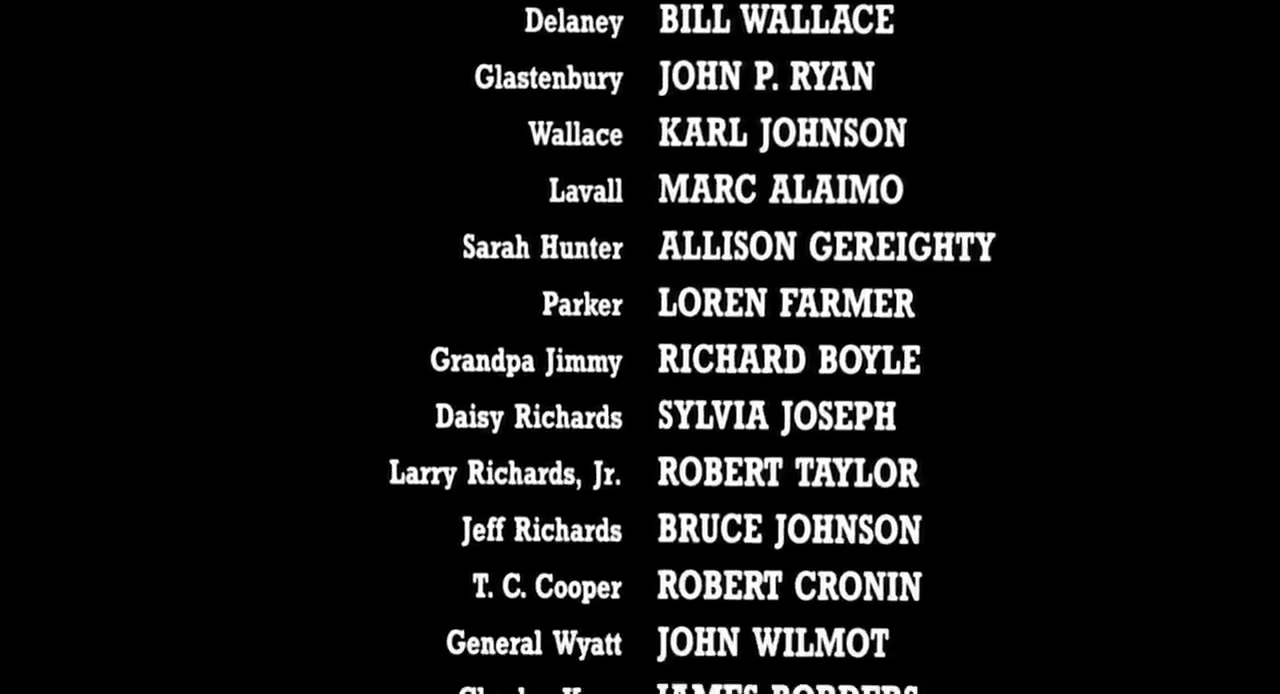 Delaney BILL WALLACE
Glastenbury JOHN P. RYAN
Wallace KARL JOHNSON
Lavall MARC ALAIMO
Sarah Hunter ALLISON GEREIGHTY
Parker LOREN FARMER
Grandpa Jimmy RICHARD BOYLE
Daisy Richards SYLVIA JOSEPH
Larry Richards, Jr. ROBERT TAYLOR
Jeff Richards BRUCE JOHNSON
T. C. Cooper ROBERT CRONIN
General Wyatt JOHN WILMOT
JAMES BORDERS